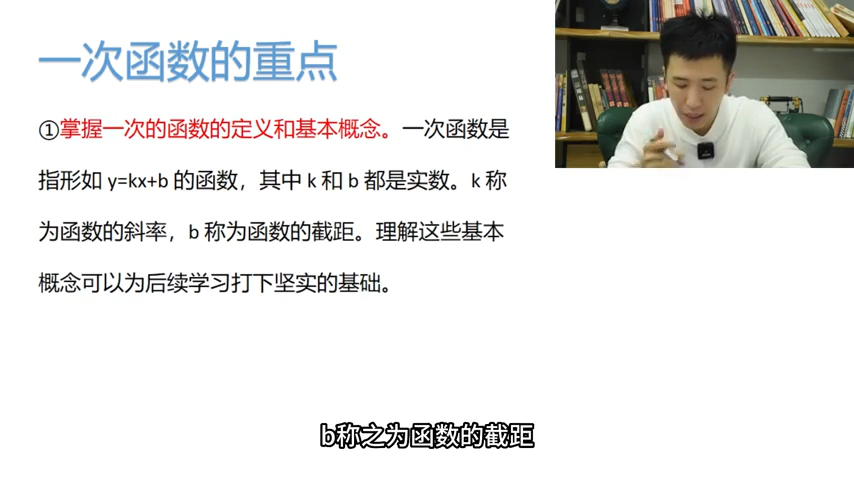 一次函数的重点
①掌握一次的函数的定义和基本概念。一次函数是
指形如 y=kx+b 的函数，其中 k 和 b 都是实数。k 称
为函数的斜率，b 称为函数的截距。理解这些基本
概念可以为后续学习打下坚实的基础。
b称之为函数的截距